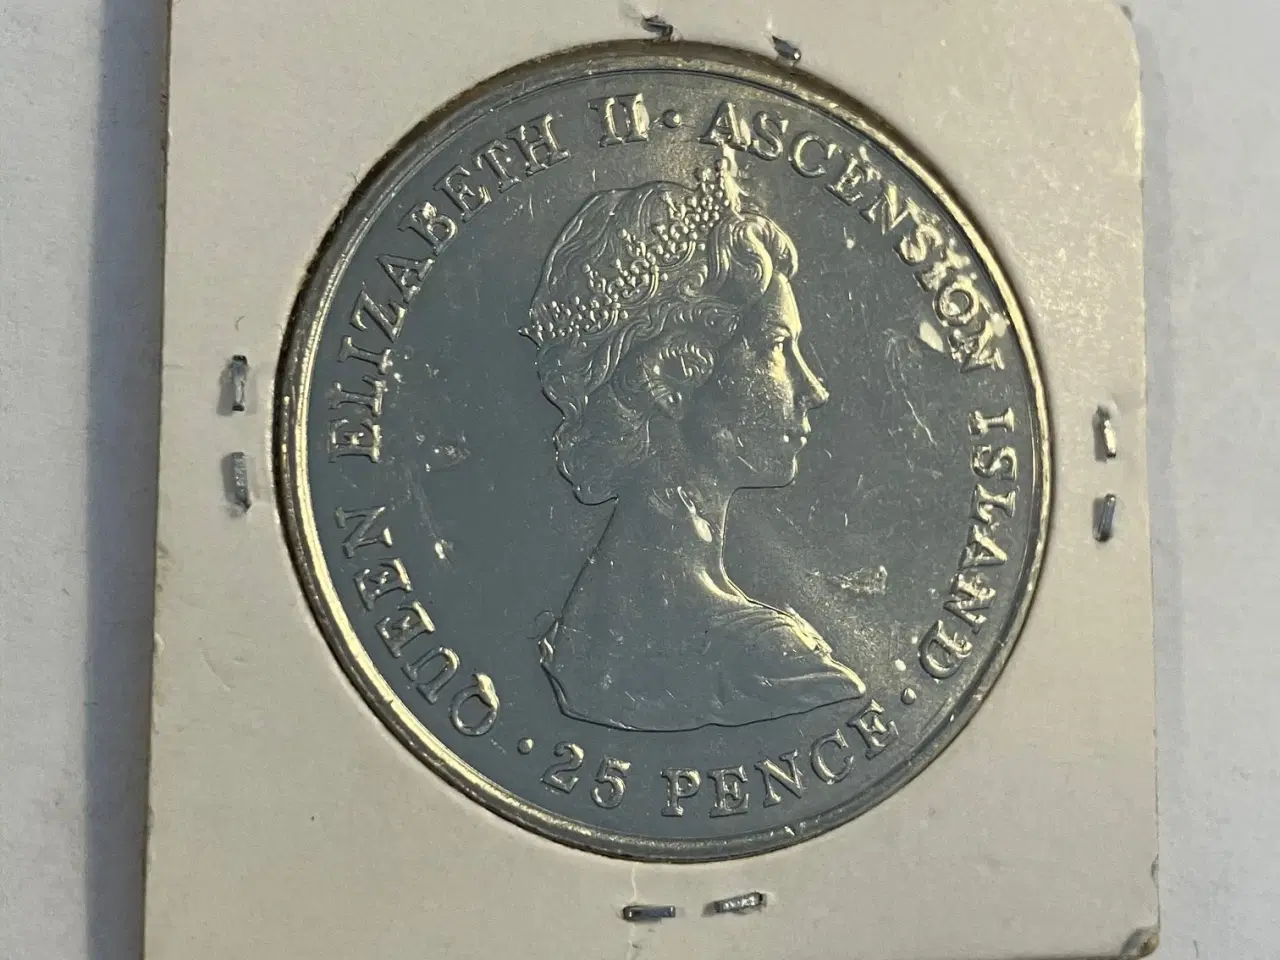 QUEEN ELIZABETH II · ASCENSION ISLAND ·
25 PENCE ·